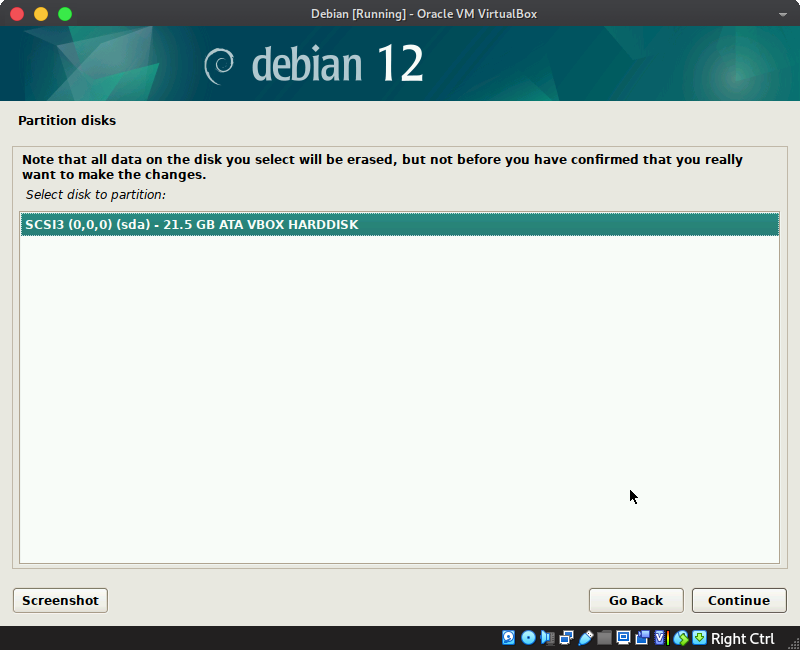 Debian [Running] - Oracle VM VirtualBox
debian 12
Partition disks
Note that all data on the disk you select will be erased, but not before you have confirmed that you really
want to make the changes.
Select disk to partition:
SCSI3 (0,0,0) (sda) - 21.5 GB ATA VBOX HARDDISK
Screenshot
Go Back
Continue
Right Ctrl